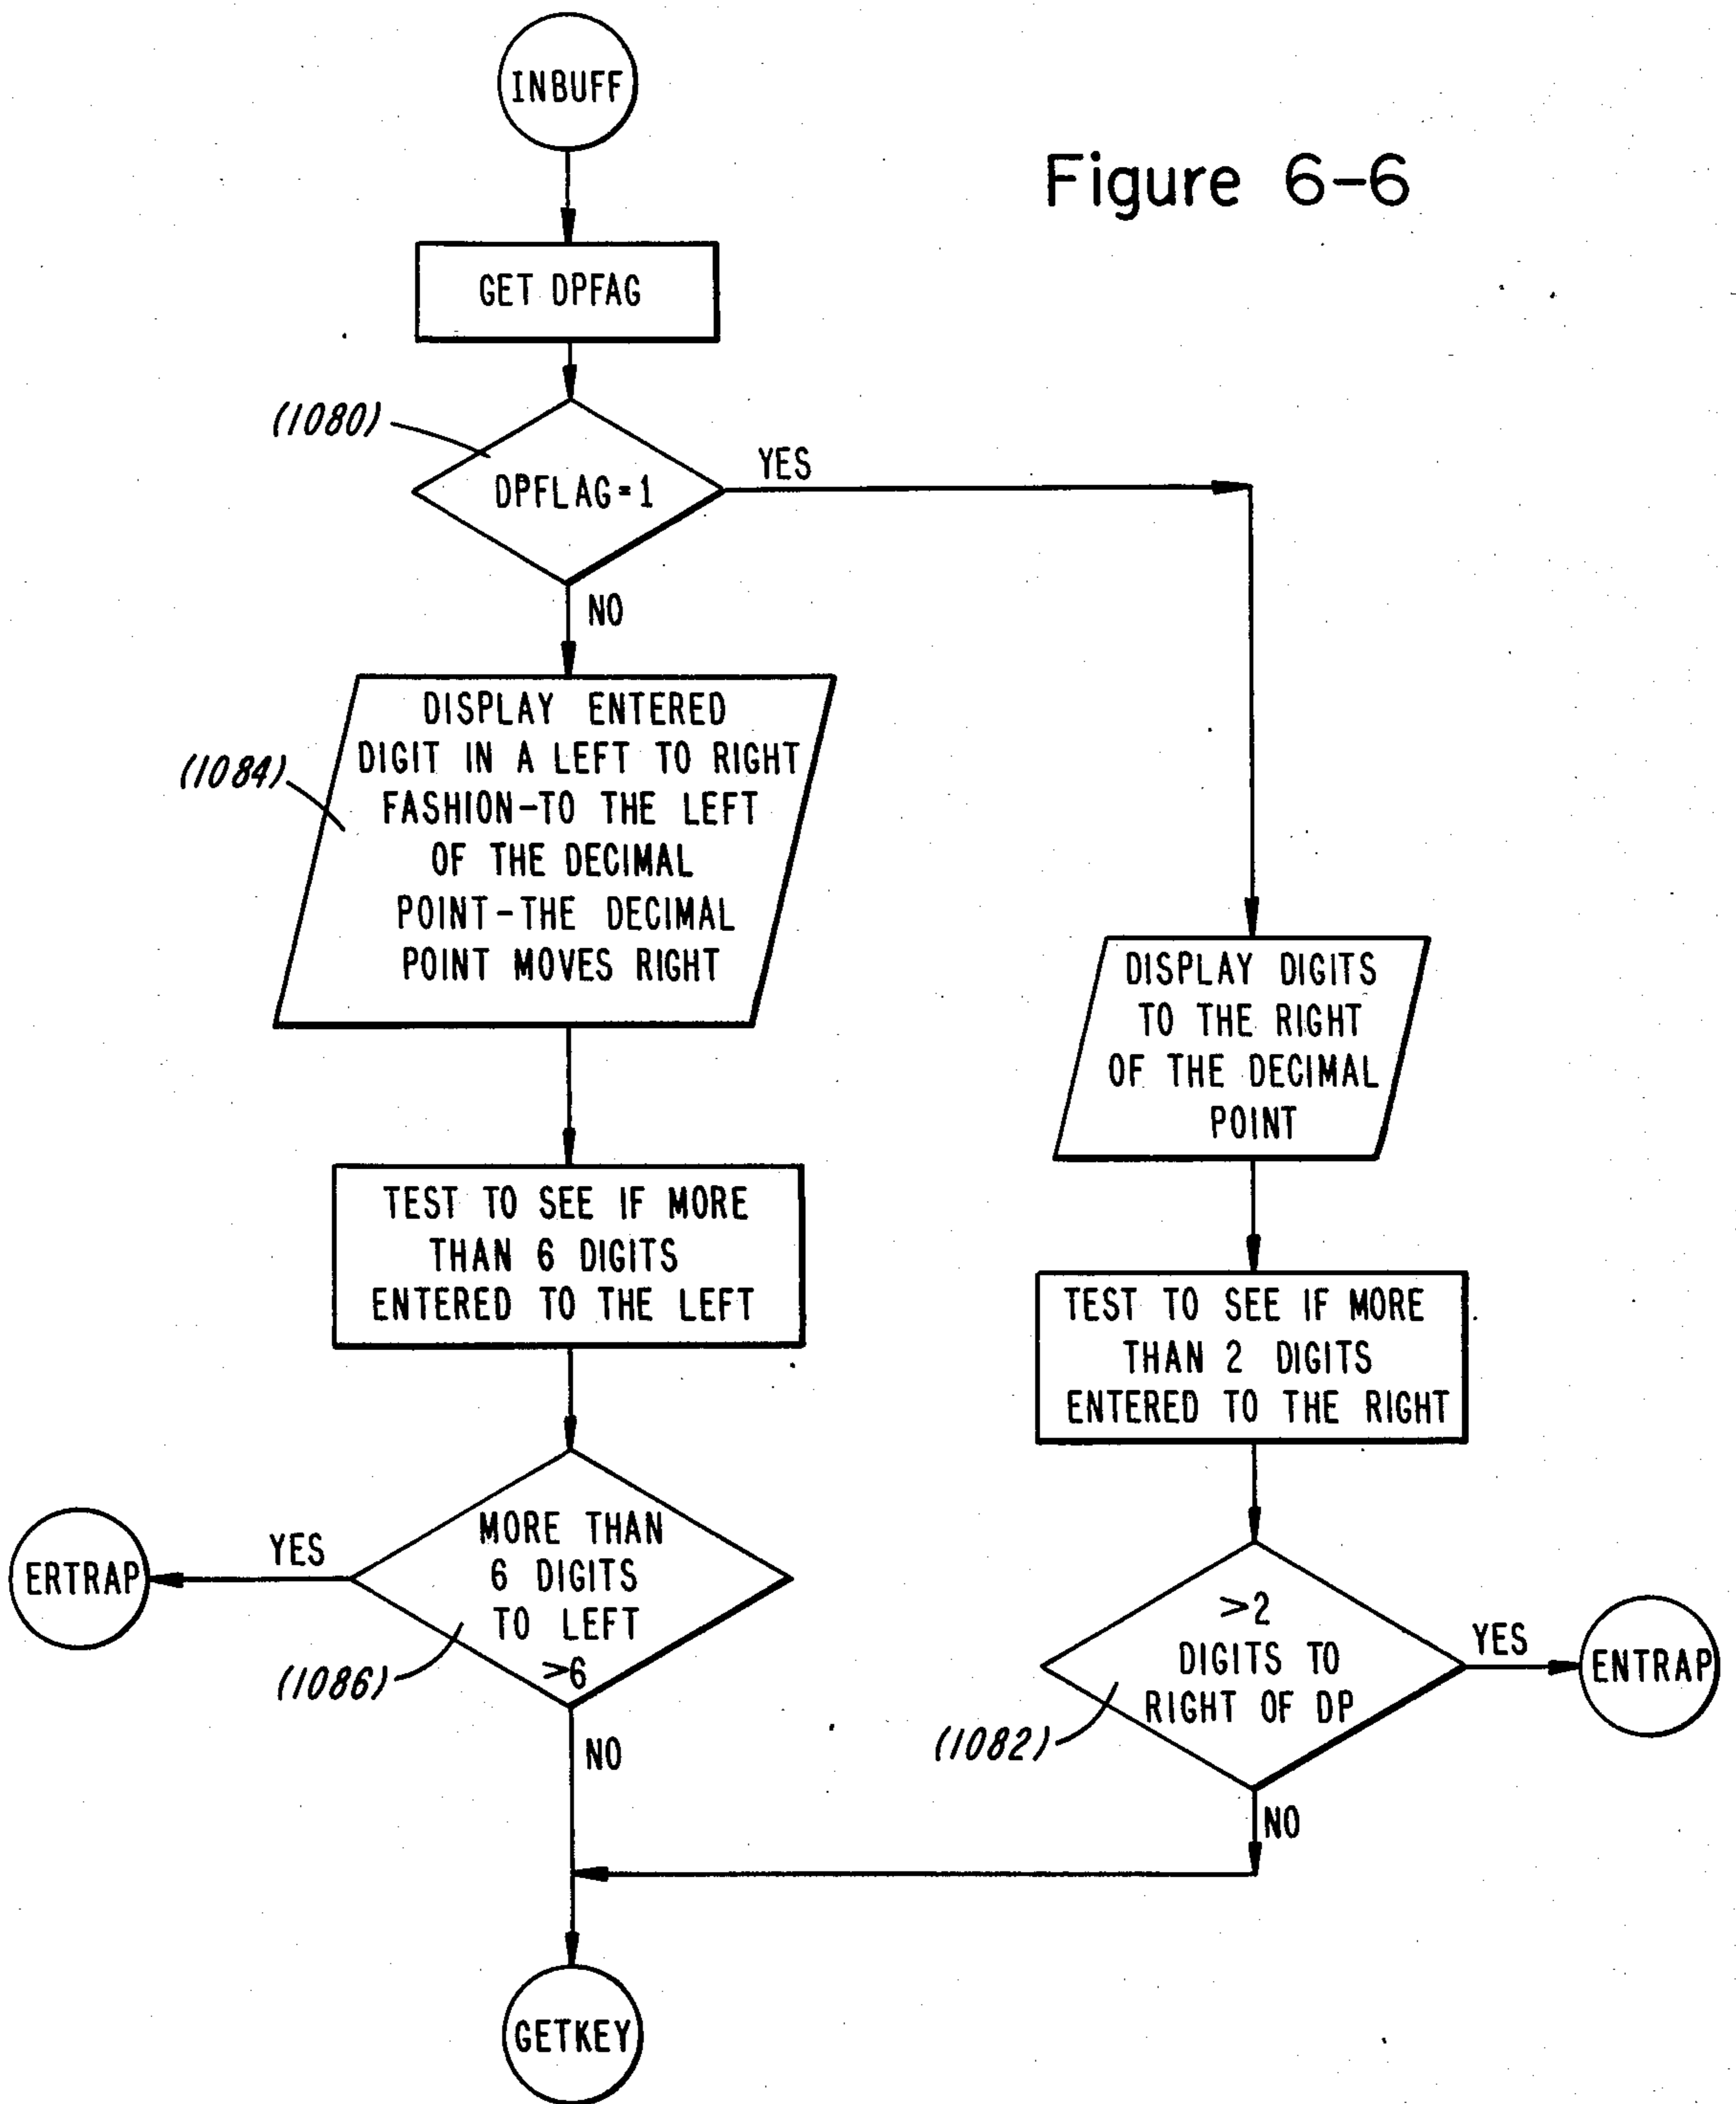 INBUFF
Figure 6-6
GET DPFAG
(1080)
DPFLAG=1
YES
NO
DISPLAY ENTERED
DIGIT IN A LEFT TO RIGHT
FASHION-TO THE LEFT
OF THE DECIMAL
POINT-THE DECIMAL
POINT MOVES RIGHT
(1084)
DISPLAY DIGITS
TO THE RIGHT
OF THE DECIMAL
POINT
TEST TO SEE IF MORE
THAN 6 DIGITS
ENTERED TO THE LEFT
TEST TO SEE IF MORE
THAN 2 DIGITS
ENTERED TO THE RIGHT
ERTRAP
YES
MORE THAN
6 DIGITS
TO LEFT
>6
(1086)
NO
>2
DIGITS TO
RIGHT OF DP
(1082)
YES
ENTRAP
NO
GETKEY